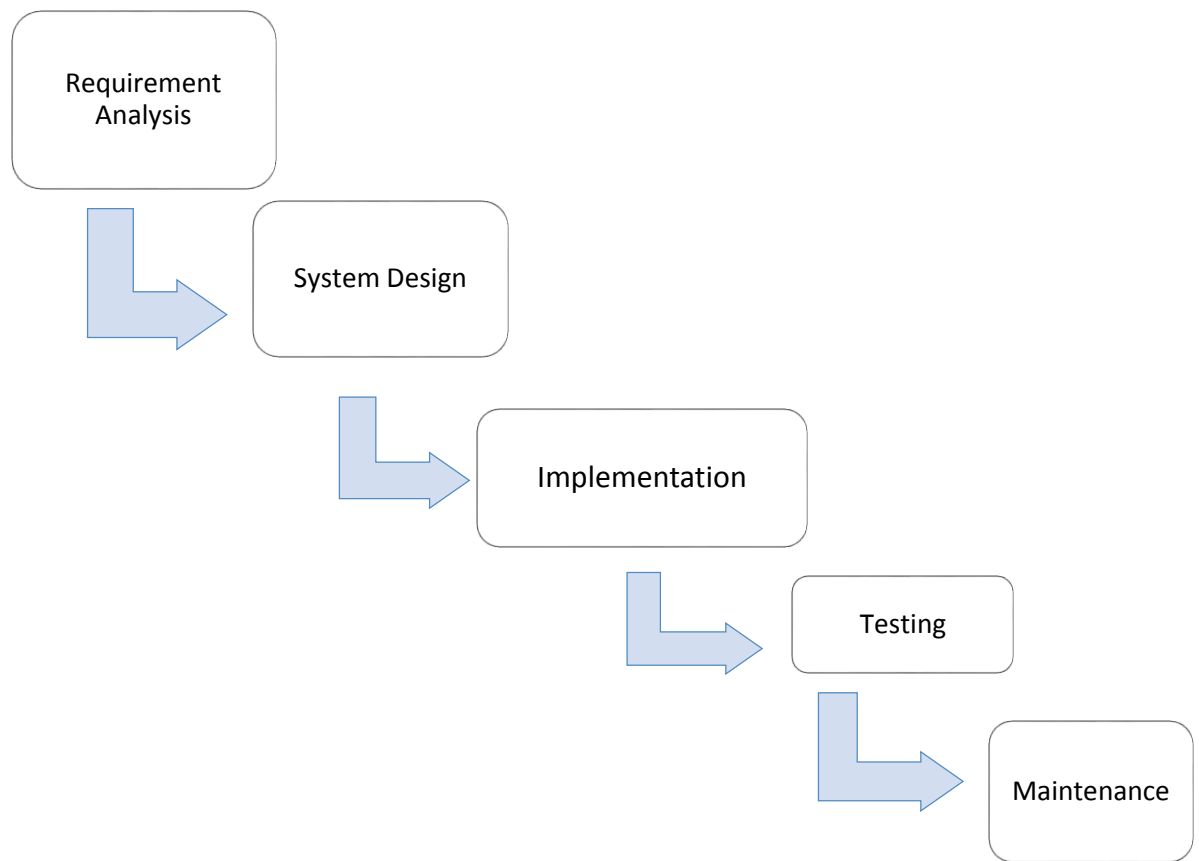 Requirement
Analysis
System Design
Implementation
Testing
Maintenance